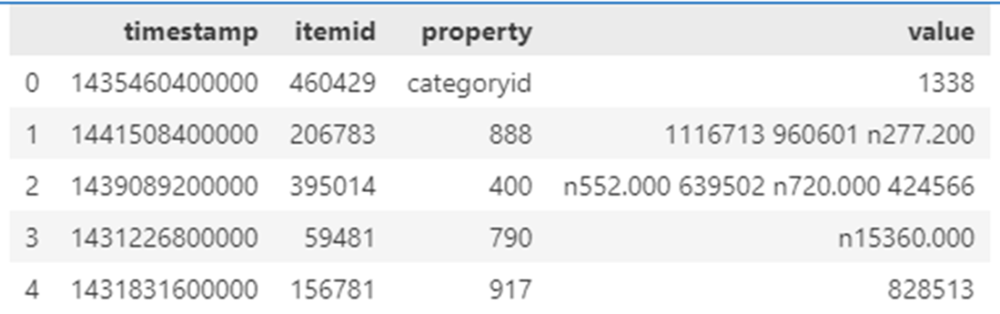 timestamp itemid property value
0 1435460400000 460429 categoryid 1338
1 1441508400000 206783 888 1116713 960601 n277.200
2 1439089200000 395014 400 n552.000 639502 n720.000 424566
3 1431226800000 59481 790 n15360.000
4 1431831600000 156781 917 828513